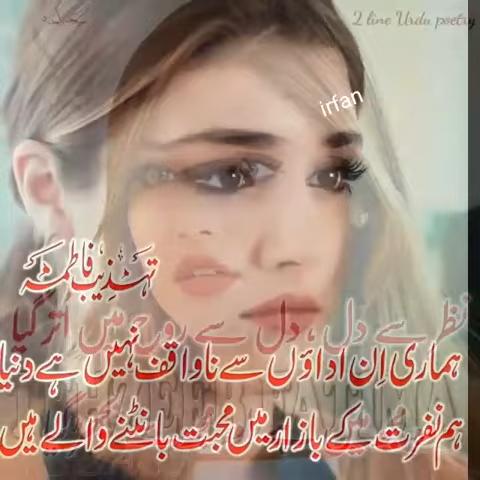 2 line Urdu poetry
irfan
تہذیب فاطمہ
نظر سے دل ، دل سے روح میں اُتر گیا
ہماری اِن اداؤں سے ناواقف نہیں ہے دنیا
ہم نفرت کے بازار میں محبت بانٹنے والے ہیں